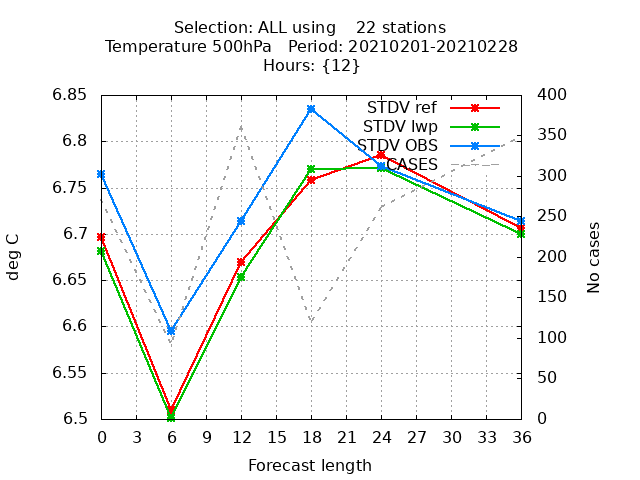 Selection: ALL using    22 stations
Temperature 500hPa   Period: 20210201-20210228
Hours: {12}
STDV ref
STDV lwp
STDV OBS
CASES
6.85
6.8
6.75
6.7
6.65
6.6
6.55
6.5
deg C
400
350
300
250
200
150
100
50
0
No cases
0 3 6 9 12 15 18 21 24 27 30 33 36
Forecast length